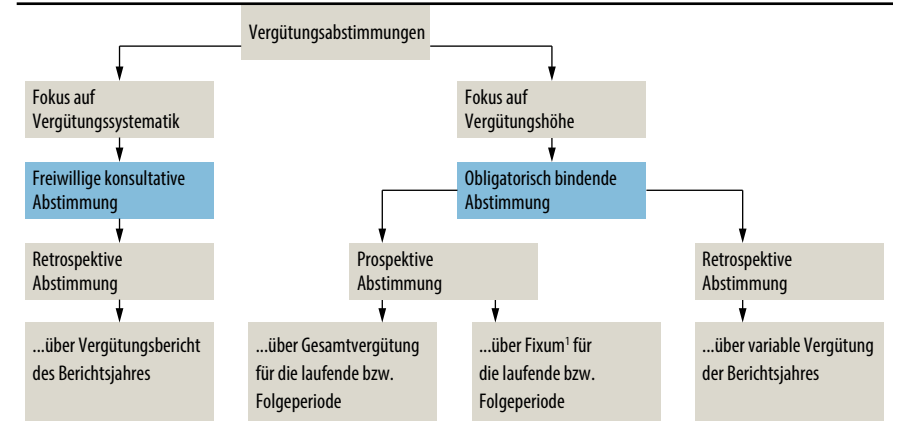 Vergütungsabstimmungen
Fokus auf
Vergütungssystematik
Fokus auf
Vergütungshöhe
Freiwillige konsultative
Abstimmung
Obligatorisch bindende
Abstimmung
Retrospektive
Abstimmung
Prospektive
Abstimmung
Retrospektive
Abstimmung
...über Vergütungsbericht
des Berichtsjahres
...über Gesamtvergütung
für die laufende bzw.
Folgeperiode
...über Fixum¹ für
die laufende bzw.
Folgeperiode
...über variable Vergütung
der Berichtsjahres